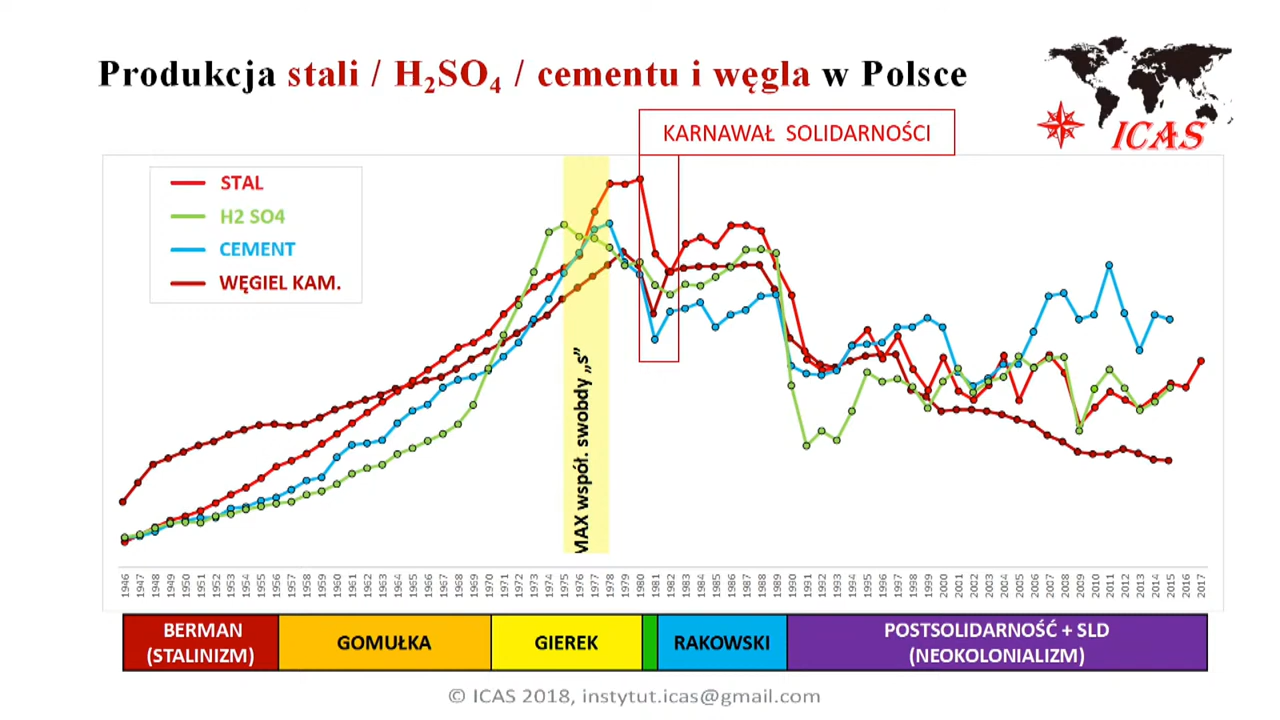 Produkcja stali / H₂SO₄ / cementu i węgla w Polsce
ICAS
KARNAWAŁ SOLIDARNOŚCI
STAL
H2 SO4
CEMENT
WĘGIEL KAM.
MAX współ. swobdy „s”
1946 1947 1948 1949 1950 1951 1952 1953 1954 1955 1956 1957 1958 1959 1960 1961 1962 1963 1964 1965 1966 1967 1968 1969 1970 1971 1972 1973 1974 1975 1976 1977 1978 1979 1980 1981 1982 1983 1984 1985 1986 1987 1988 1989 1990 1991 1992 1993 1994 1995 1996 1997 1998 1999 2000 2001 2002 2003 2004 2005 2006 2007 2008 2009 2010 2011 2012 2013 2014 2015 2016 2017
BERMAN
(STALINIZM)
GOMUŁKA
GIEREK
RAKOWSKI
POSTSOLIDARNOŚĆ + SLD
(NEOKOLONIALIZM)
© ICAS 2018, instytut.icas@gmail.com